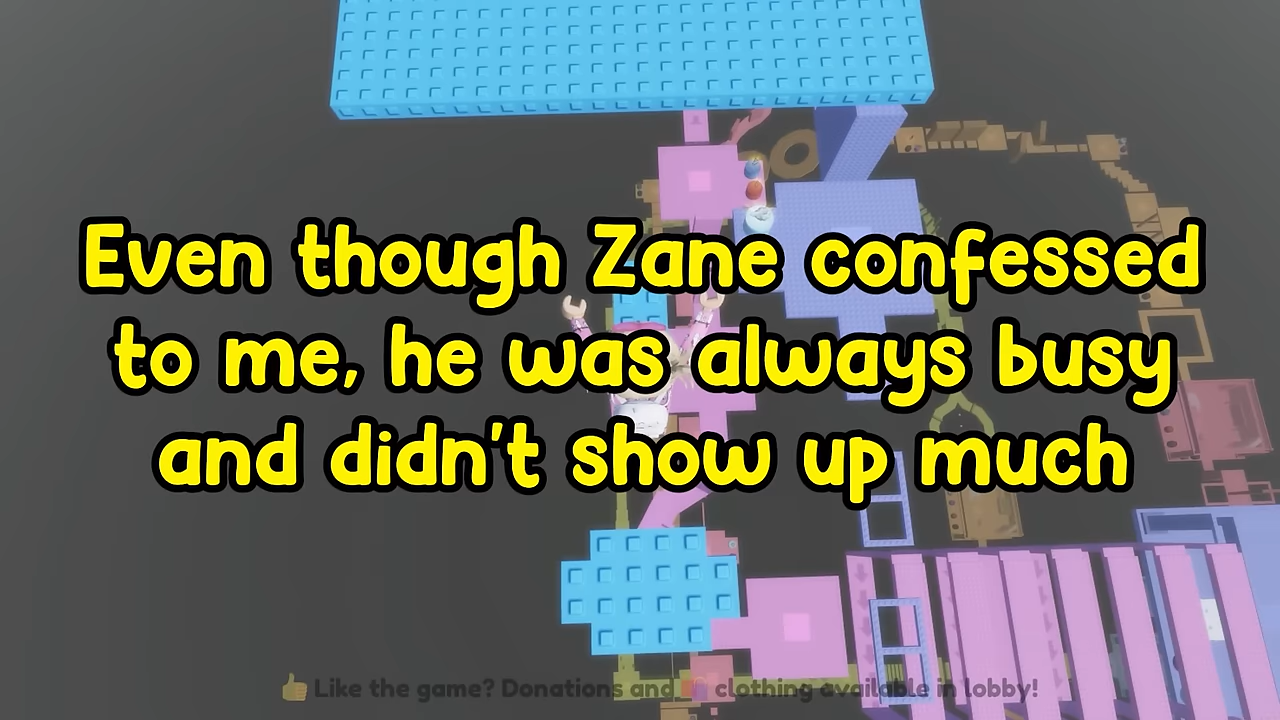 Even though Zane confessed
to me, he was always busy
and didn't show up much
Like the game? Donations and clothing available in lobby!